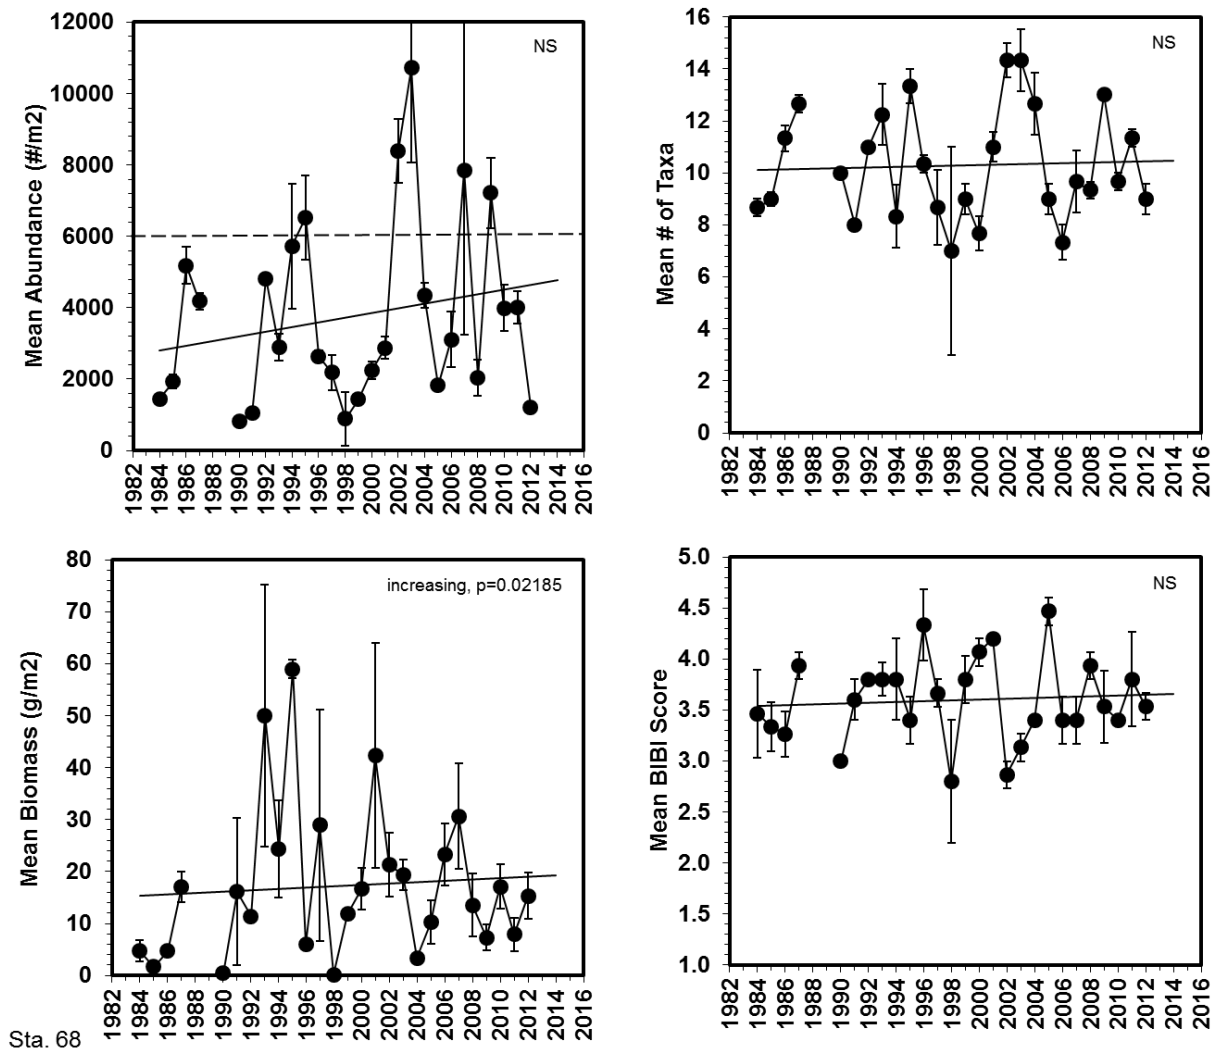 12000
10000
8000
6000
4000
2000
0
Mean Abundance (#/m2)
NS
1982 1984 1986 1988 1990 1992 1994 1996 1998 2000 2002 2004 2006 2008 2010 2012 2014 2016
16
14
12
10
8
6
4
2
0
Mean # of Taxa
NS
1982 1984 1986 1988 1990 1992 1994 1996 1998 2000 2002 2004 2006 2008 2010 2012 2014 2016
80
70
60
50
40
30
20
10
0
Mean Biomass (g/m2)
increasing, p=0.02185
1982 1984 1986 1988 1990 1992 1994 1996 1998 2000 2002 2004 2006 2008 2010 2012 2014 2016
5.0
4.5
4.0
3.5
3.0
2.5
2.0
1.5
1.0
Mean BIBI Score
NS
1982 1984 1986 1988 1990 1992 1994 1996 1998 2000 2002 2004 2006 2008 2010 2012 2014 2016
Sta. 68